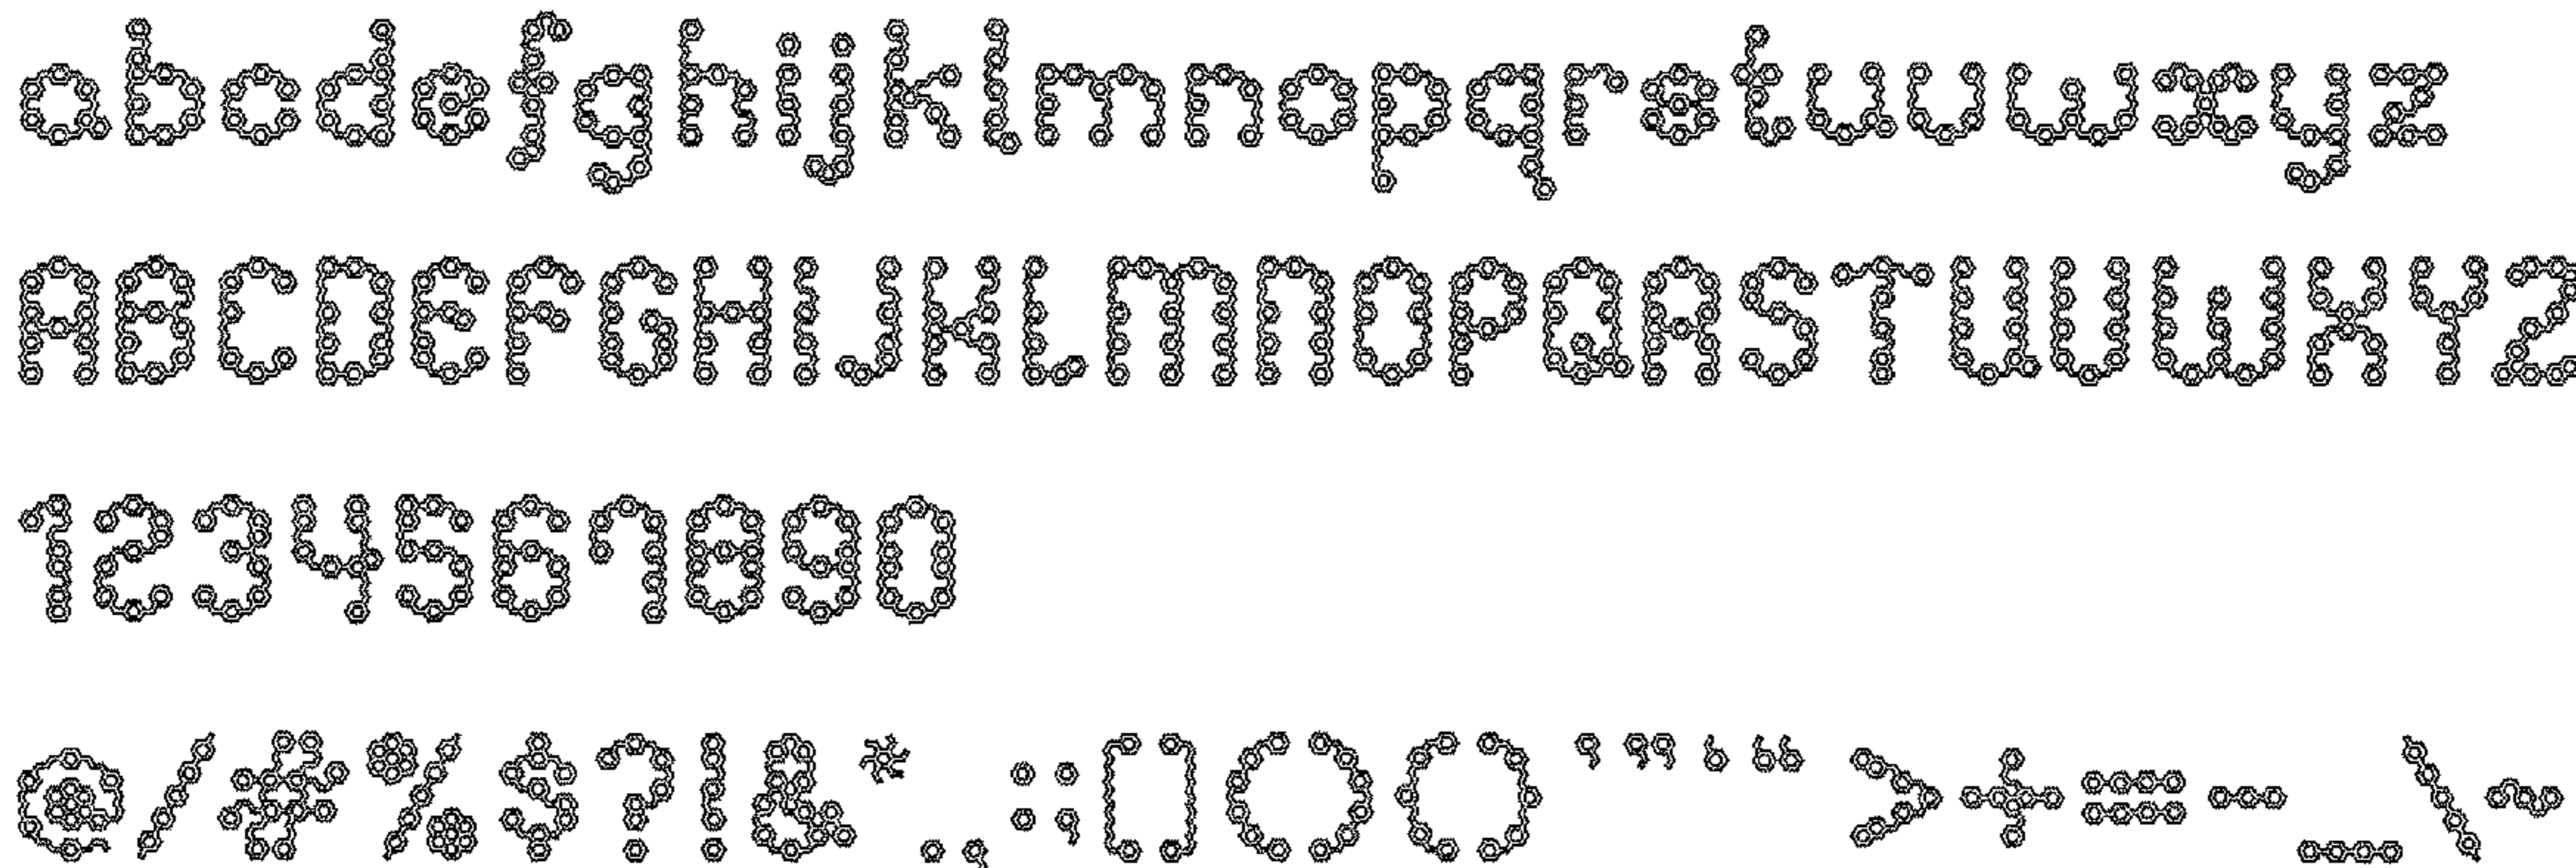 abcdefghijklmnopqrstuvwxyz
ABCDEFGHIJKLMNOPQRSTUVWXYZ
1234567890
@/#%$?!&*.,:;[](){}’”‘“>+=-_\~